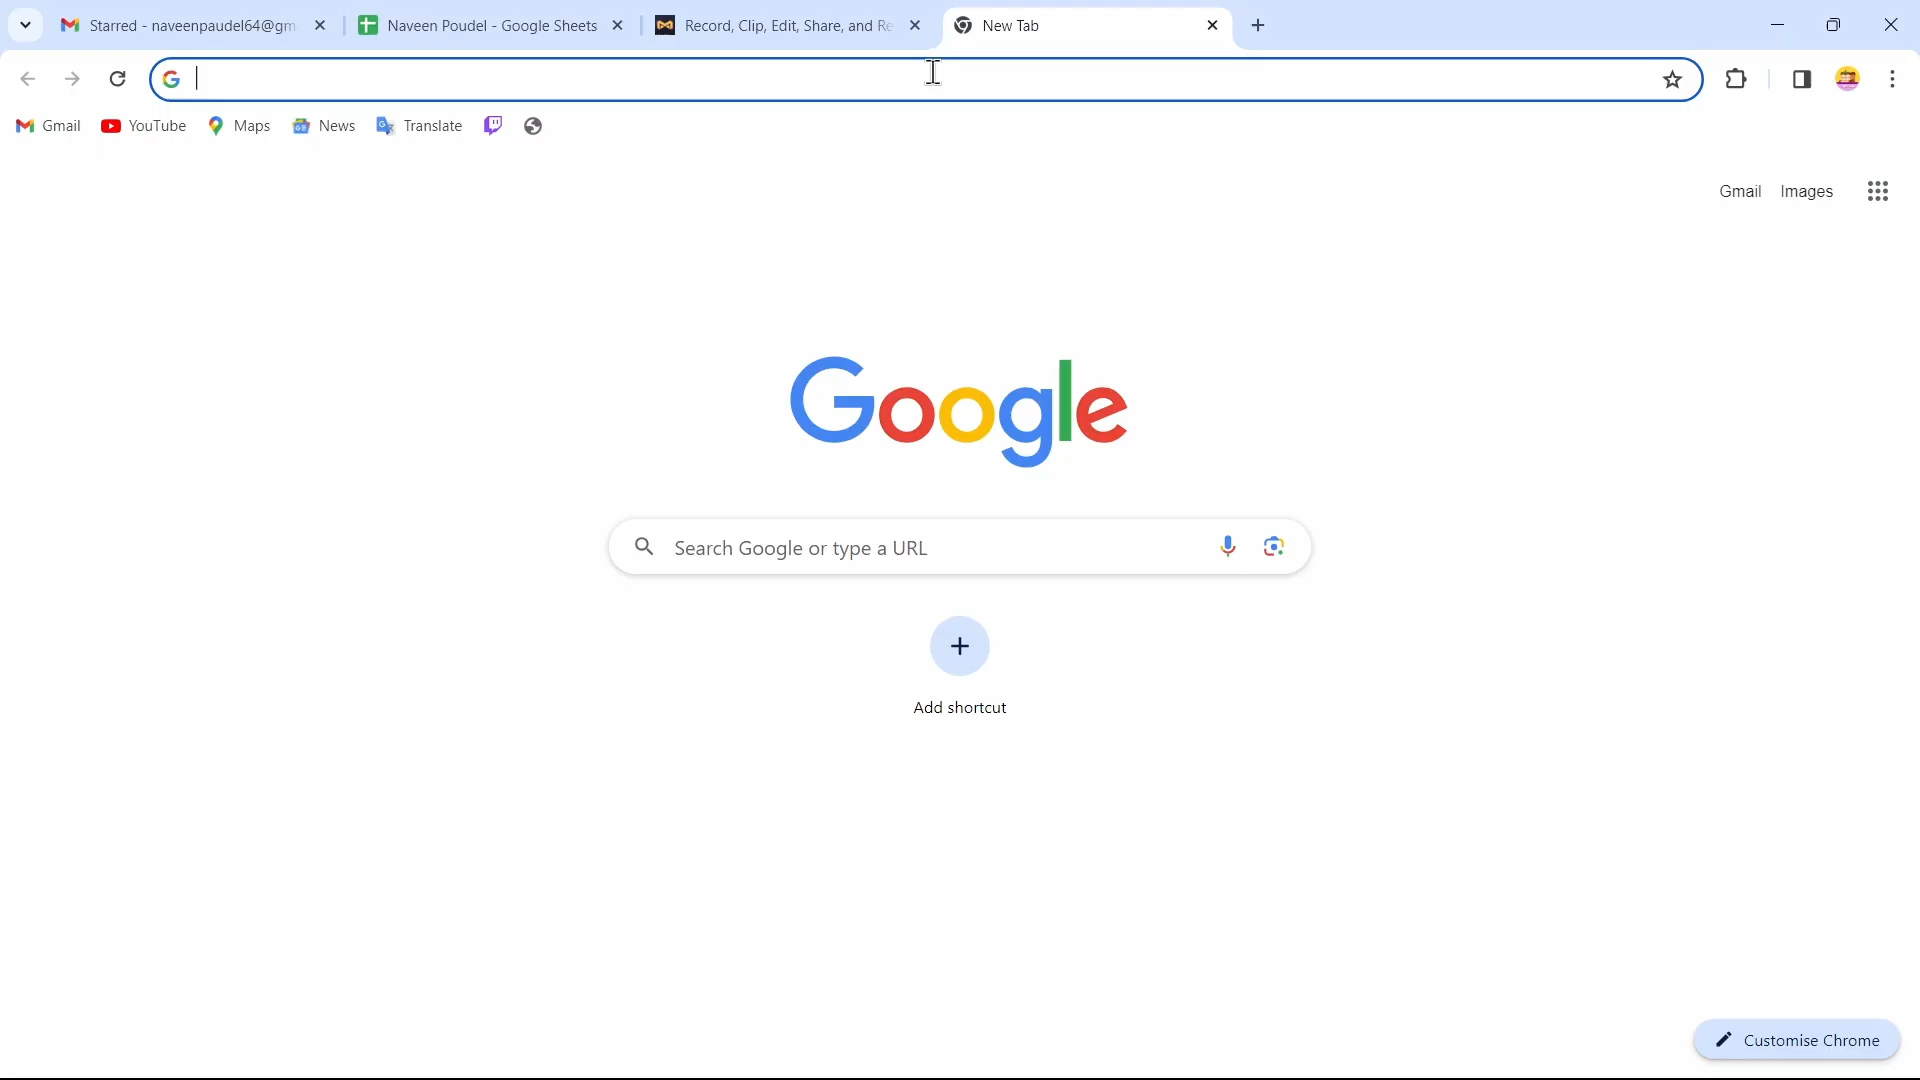 Starred - naveenpaudel64@gm
Naveen Poudel - Google Sheets
Record, Clip, Edit, Share, and Re
New Tab
Gmail
YouTube
Maps
News
Translate
Gmail
Images
Google
Search Google or type a URL
Add shortcut
Customise Chrome